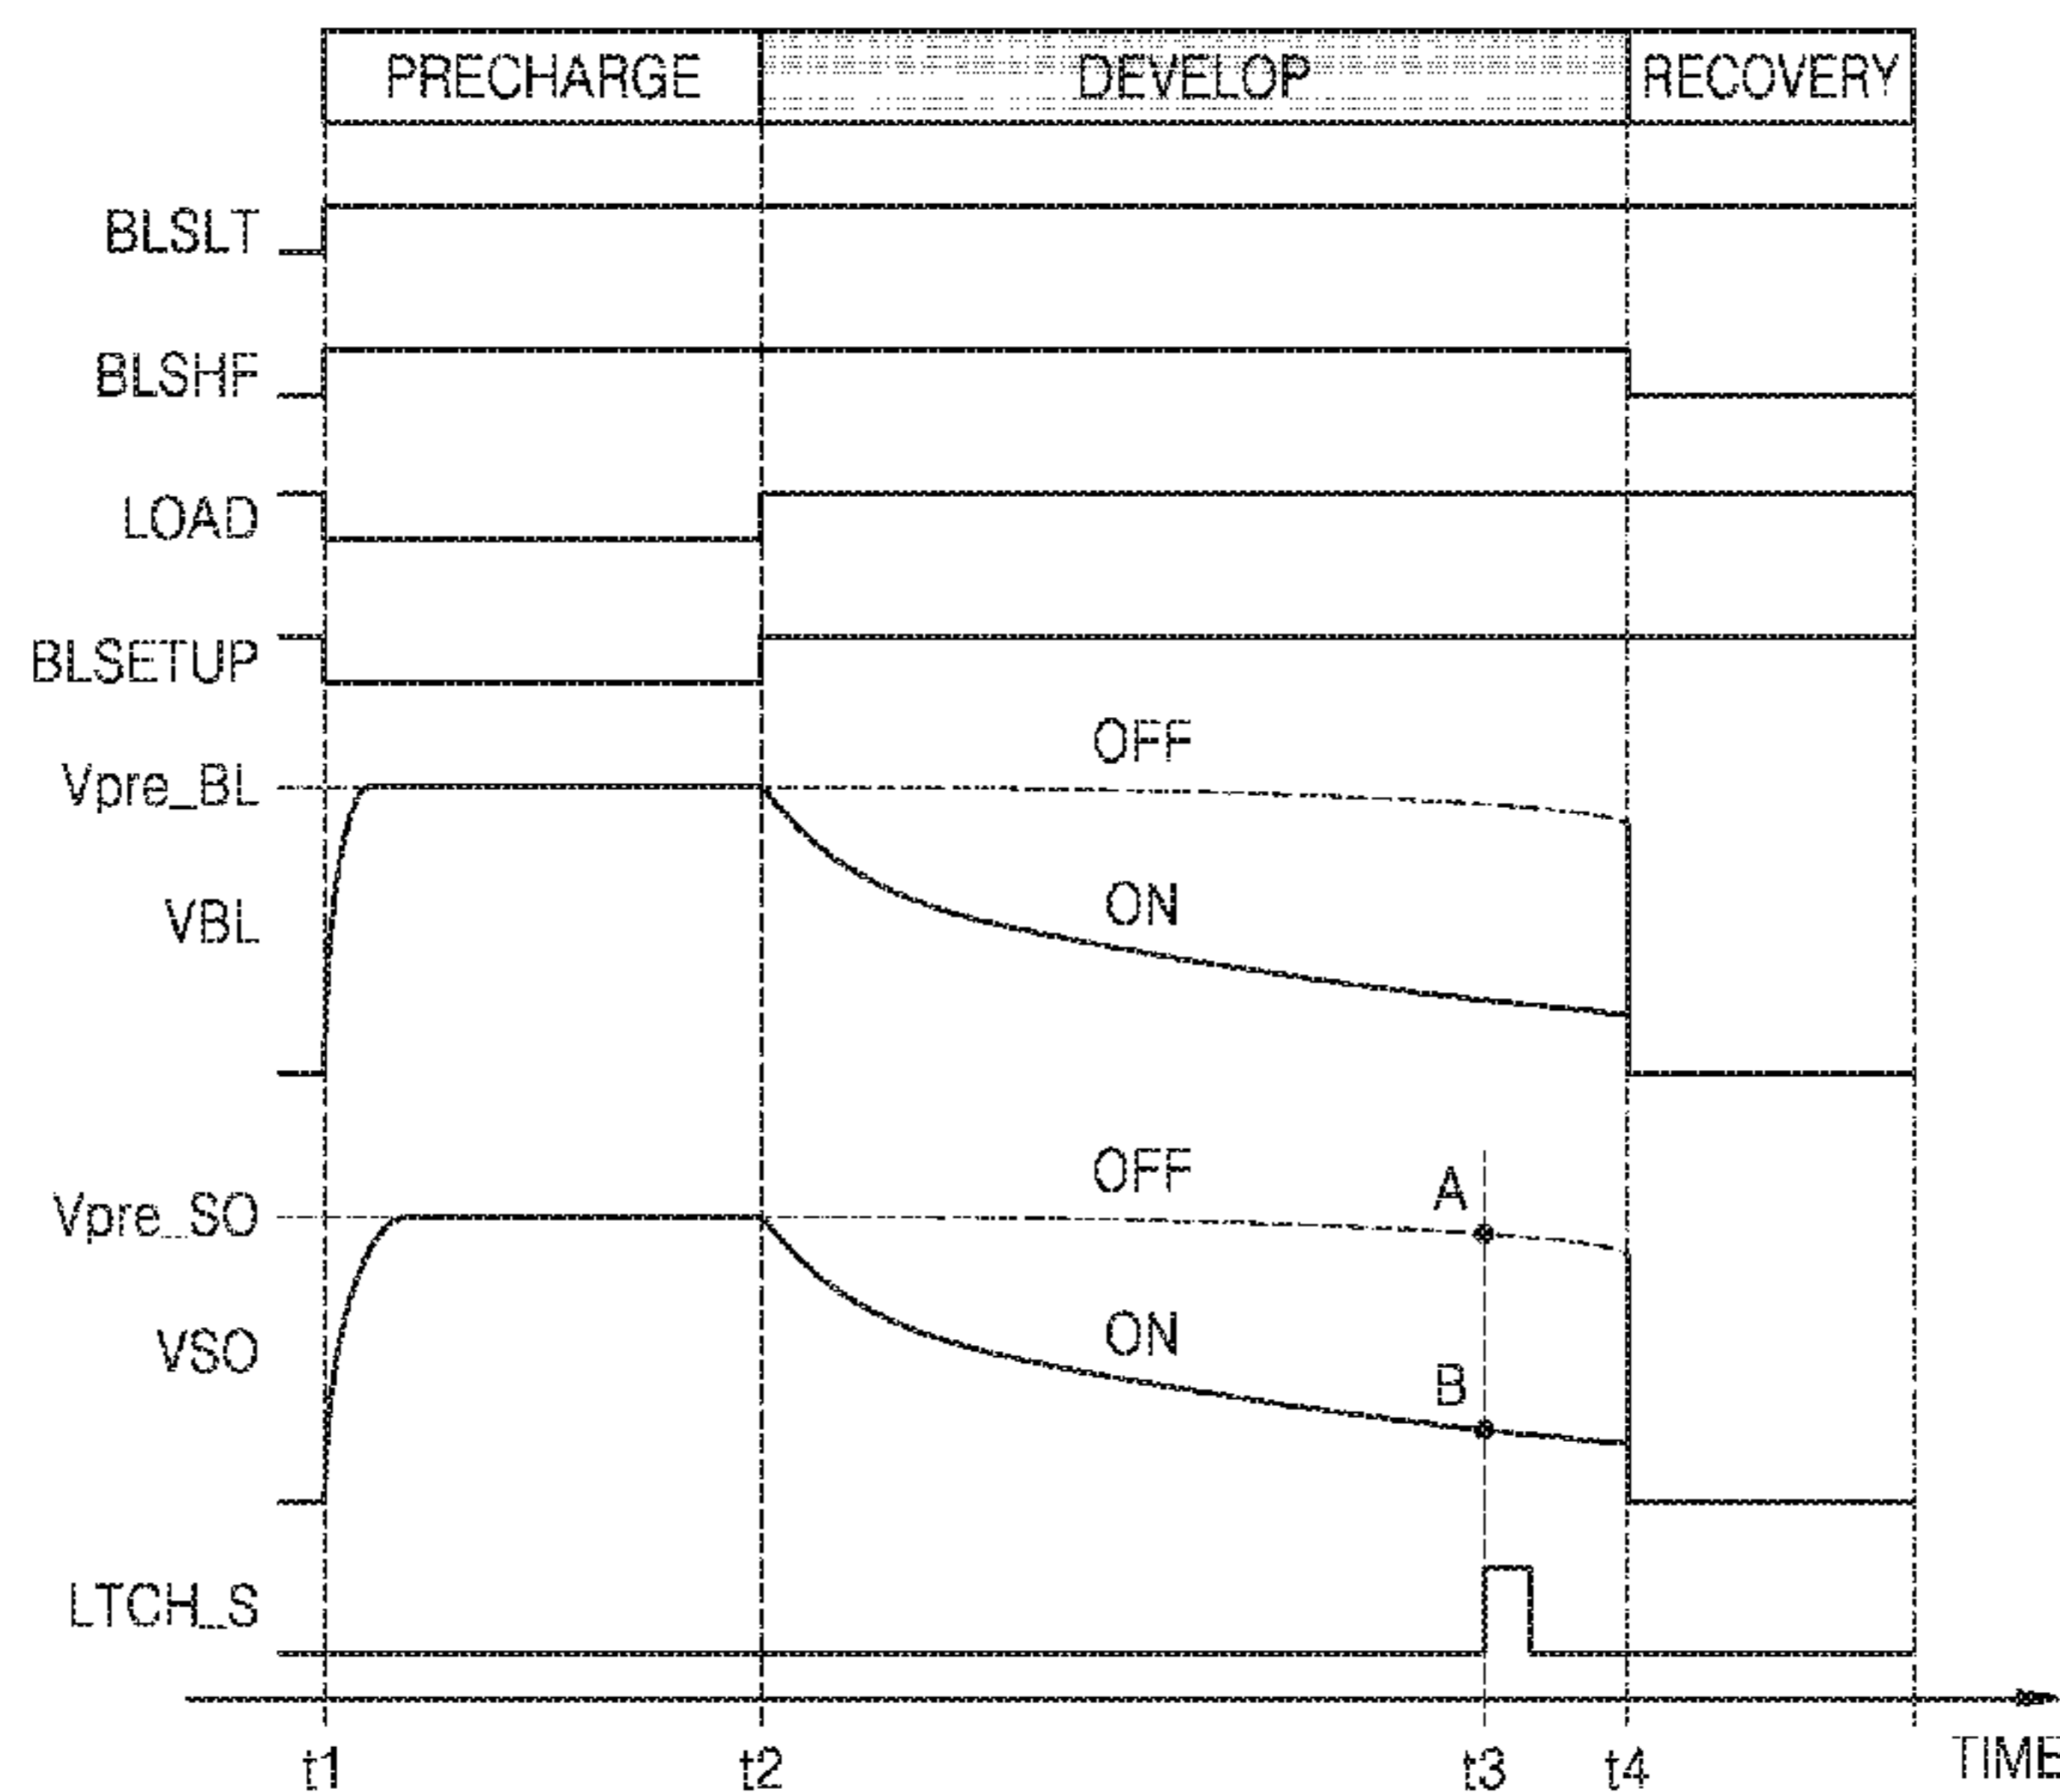 PRECHARGE DEVELOP RECOVERY
BLSLT
BLSHF
LOAD
BLSETUP
OFF
Vpre_BL
ON
VBL
OFF
A
Vpre_SO
ON
VSO
B
LTCH_S
t1 t2 t3 t4 TIME